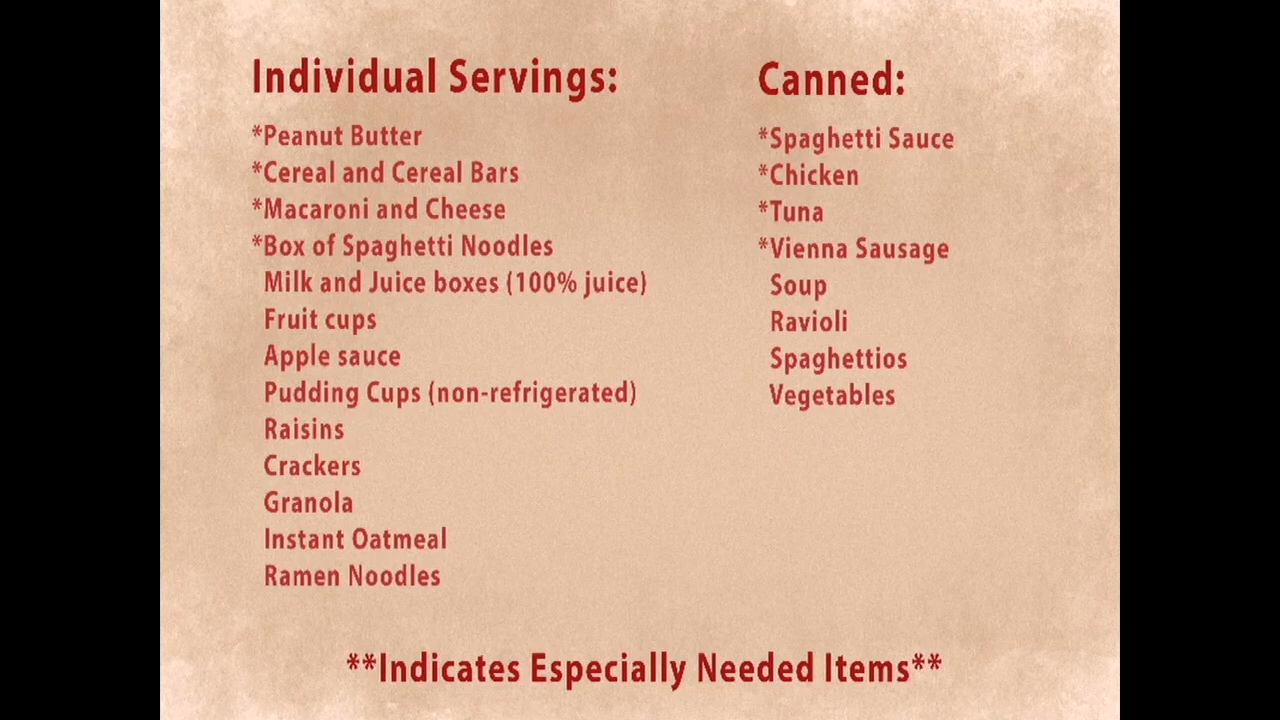 Individual Servings:
*Peanut Butter
*Cereal and Cereal Bars
*Macaroni and Cheese
*Box of Spaghetti Noodles
Milk and Juice boxes (100% juice)
Fruit cups
Apple sauce
Pudding Cups (non-refrigerated)
Raisins
Crackers
Granola
Instant Oatmeal
Ramen Noodles
Canned:
*Spaghetti Sauce
*Chicken
*Tuna
*Vienna Sausage
Soup
Ravioli
Spaghettios
Vegetables
**Indicates Especially Needed Items**